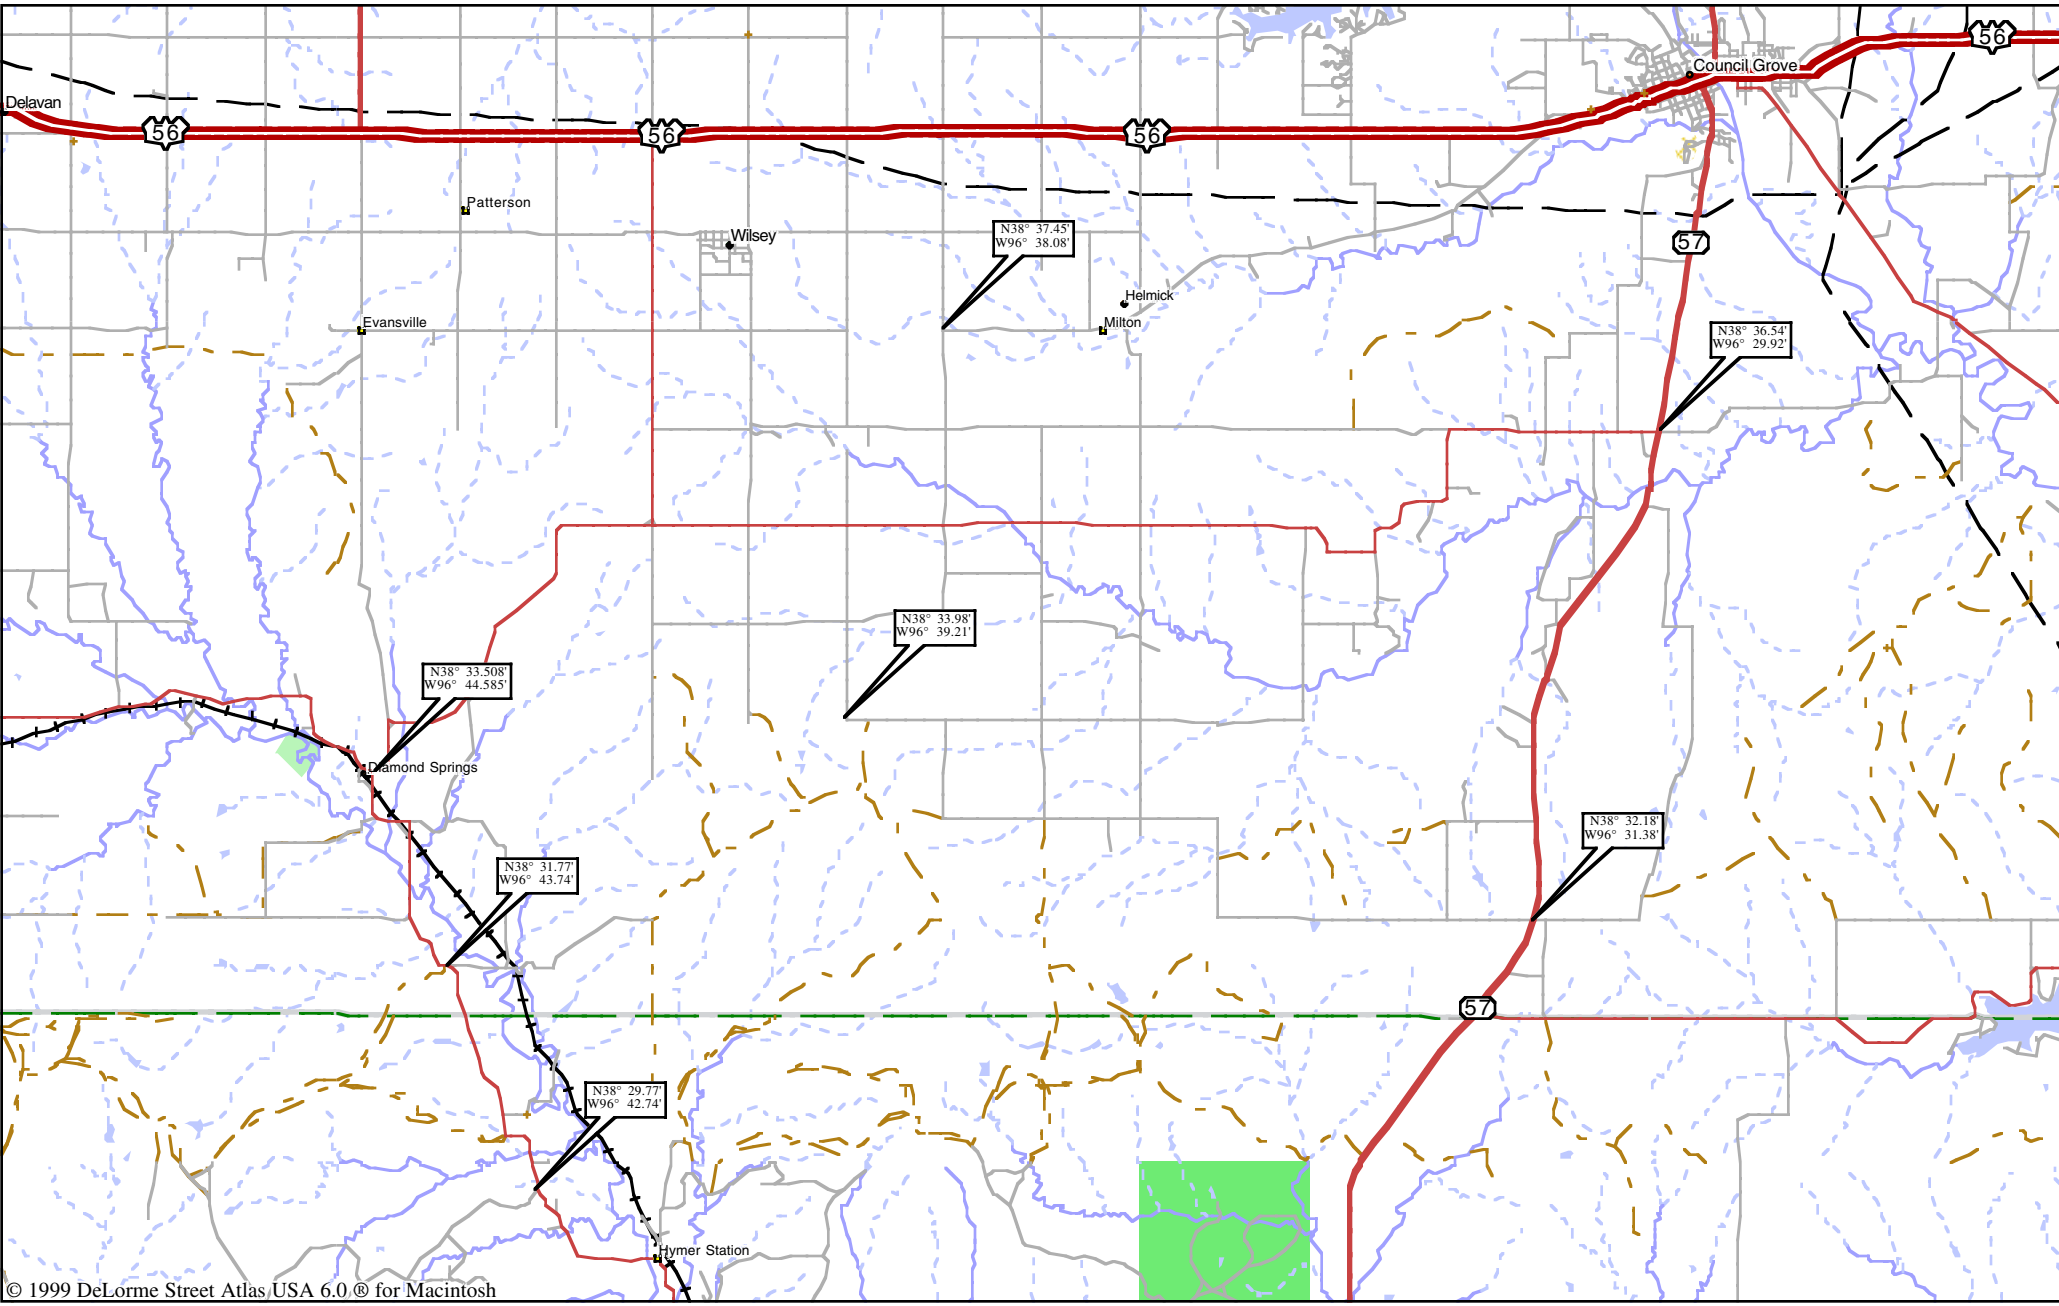 56
Council Grove
Delavan
56
56
56
Patterson
Wilsey
N38° 37.45'
W96° 38.08'
57
Helmick
Milton
Evansville
N38° 36.54'
W96° 29.92'
N38° 33.98'
W96° 39.21'
N38° 33.508'
W96° 44.585'
Diamond Springs
N38° 32.18'
W96° 31.38'
N38° 31.77'
W96° 43.74'
57
N38° 29.77'
W96° 42.74'
Hymer Station
© 1999 DeLorme Street Atlas USA 6.0 ® for Macintosh